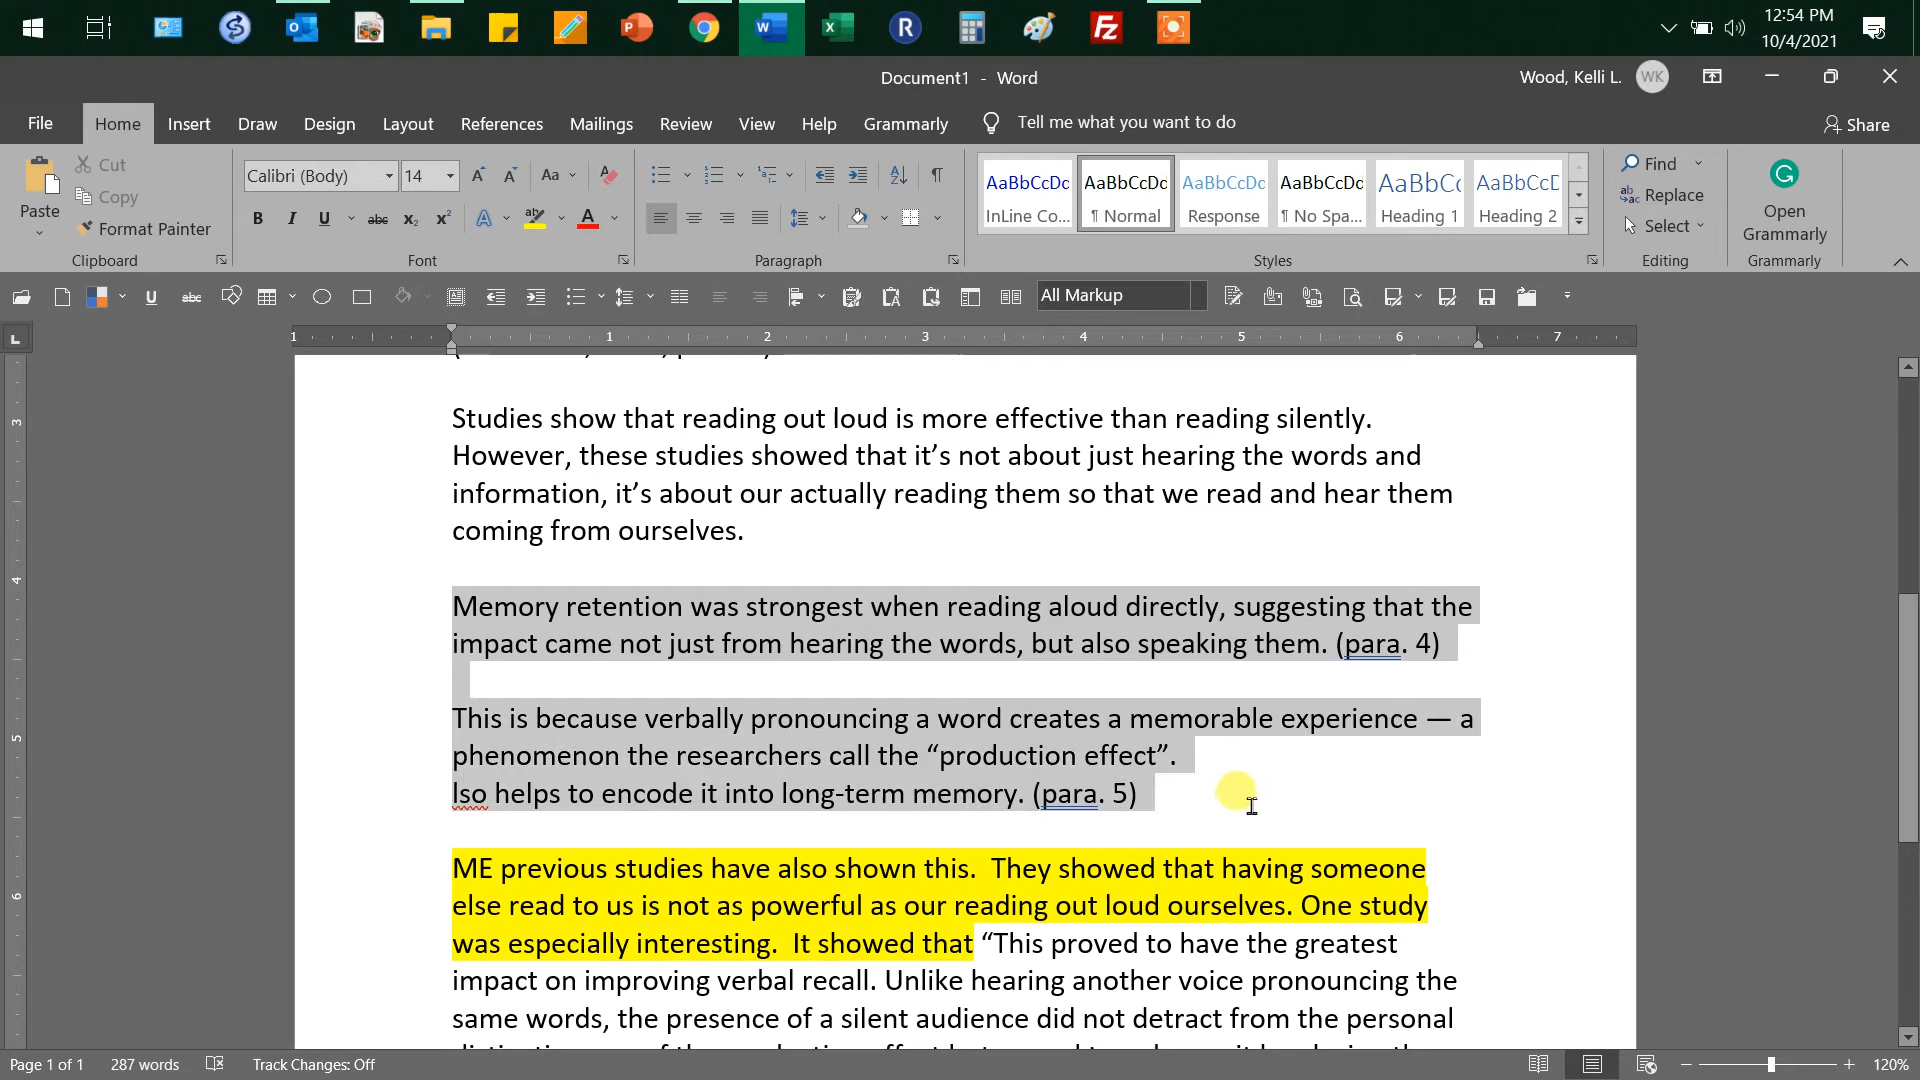 12:54 PM
10/4/2021
Document1 - Word
Wood, Kelli L.
WK
File Home Insert Draw Design Layout References Mailings Review View Help Grammarly Tell me what you want to do Share
Paste
Cut
Copy
Format Painter
Clipboard
Calibri (Body) 14
Font
Paragraph
AaBbCcDc AaBbCcDd AaBbCcDc AaBbCcDd AaBbCc AaBbCcD
InLine Co... ¶ Normal Response ¶ No Spa... Heading 1 Heading 2
Styles
Find
Replace
Select
Editing
Open
Grammarly
Grammarly
All Markup
1 1 2 3 4 5 6 7
Studies show that reading out loud is more effective than reading silently.
However, these studies showed that it’s not about just hearing the words and
information, it’s about our actually reading them so that we read and hear them
coming from ourselves.
Memory retention was strongest when reading aloud directly, suggesting that the
impact came not just from hearing the words, but also speaking them. (para. 4)
This is because verbally pronouncing a word creates a memorable experience — a
phenomenon the researchers call the “production effect”.
lso helps to encode it into long-term memory. (para. 5)
ME previous studies have also shown this.  They showed that having someone
else read to us is not as powerful as our reading out loud ourselves. One study
was especially interesting.  It showed that “This proved to have the greatest
impact on improving verbal recall. Unlike hearing another voice pronouncing the
same words, the presence of a silent audience did not detract from the personal
Page 1 of 1 287 words Track Changes: Off 120%